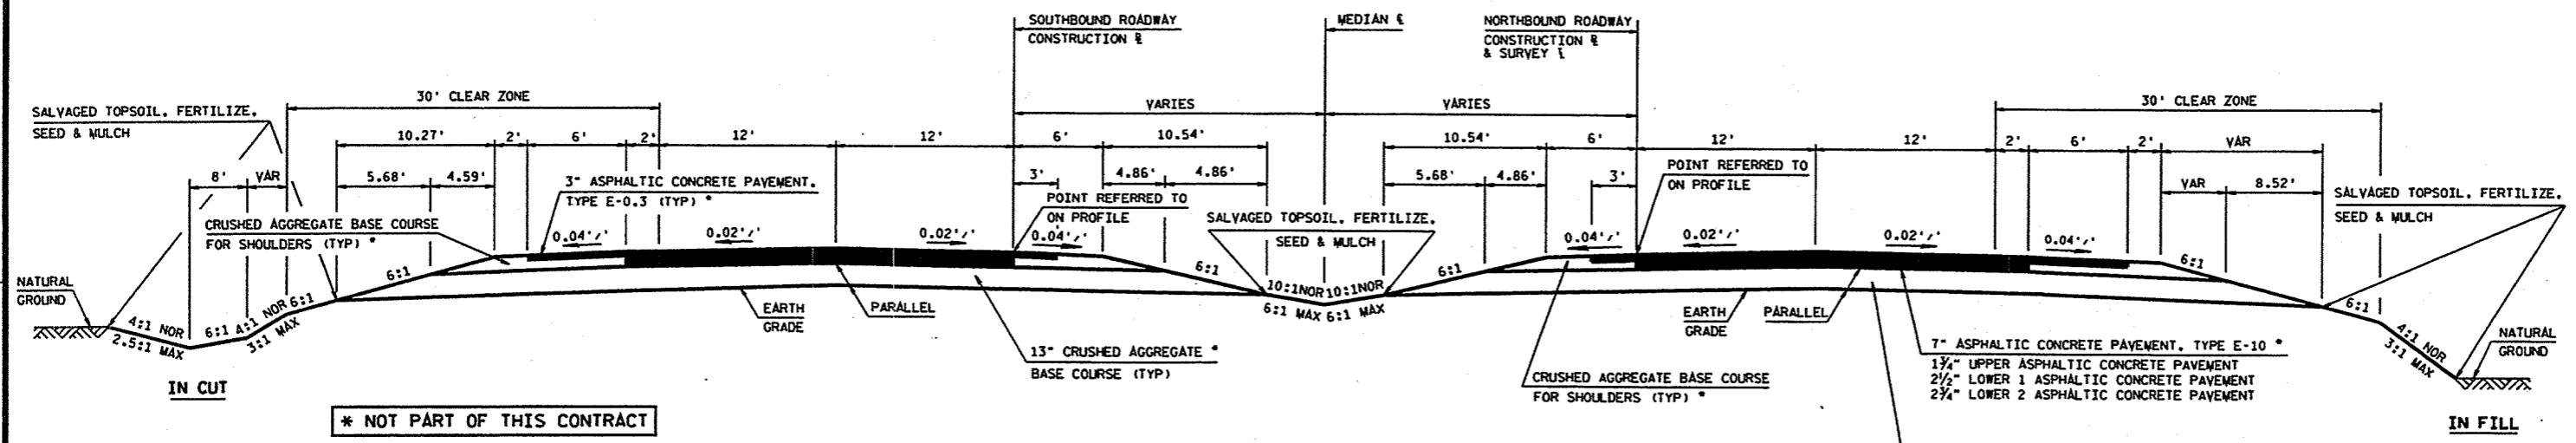 SOUTHBOUND ROADWAY
CONSTRUCTION ℞
MEDIAN ℄
NORTHBOUND ROADWAY
CONSTRUCTION ℞
& SURVEY
SALVAGED TOPSOIL, FERTILIZE,
SEED & MULCH
30' CLEAR ZONE
VARIES
VARIES
30' CLEAR ZONE
10.27'
2'
6'
2'
12'
12'
6'
10.54'
10.54'
6'
12'
12'
2'
6'
2'
VAR
8'
VAR
5.68'
4.59'
3" ASPHALTIC CONCRETE PAVEMENT,
TYPE E-0.3 (TYP) *
3'
4.86'
4.86'
5.68'
4.86'
3'
POINT REFERRED TO
ON PROFILE
VAR
8.52'
POINT REFERRED TO
ON PROFILE
SALVAGED TOPSOIL, FERTILIZE,
SEED & MULCH
SALVAGED TOPSOIL, FERTILIZE,
SEED & MULCH
CRUSHED AGGREGATE BASE COURSE
FOR SHOULDERS (TYP) *
0.04'/'
0.02'/'
0.02'/'
0.04'/'
0.04'/'
0.02'/'
0.02'/'
0.04'/'
NATURAL
GROUND
4:1 NOR
2.5:1 MAX
6:1
4:1 NOR
3:1 MAX
6:1
6:1
EARTH
GRADE
PARALLEL
6:1
10:1 NOR
10:1 NOR
6:1 MAX
6:1 MAX
6:1
EARTH
GRADE
PARALLEL
6:1
6:1
4:1 NOR
3:1 MAX
NATURAL
GROUND
13" CRUSHED AGGREGATE *
BASE COURSE (TYP)
CRUSHED AGGREGATE BASE COURSE
FOR SHOULDERS (TYP) *
7" ASPHALTIC CONCRETE PAVEMENT, TYPE E-10 *
1¾" UPPER ASPHALTIC CONCRETE PAVEMENT
2½" LOWER 1 ASPHALTIC CONCRETE PAVEMENT
2¾" LOWER 2 ASPHALTIC CONCRETE PAVEMENT
IN CUT
* NOT PART OF THIS CONTRACT
IN FILL